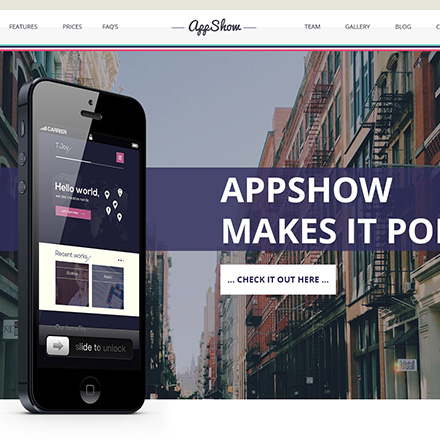 FEATURES PRICES FAQ'S AppShow TEAM GALLERY BLOG C
CARRIER
T.Joy/
Hello world,
Recent works/
slide to unlock
APPSHOW
MAKES IT PO
... CHECK IT OUT HERE ...